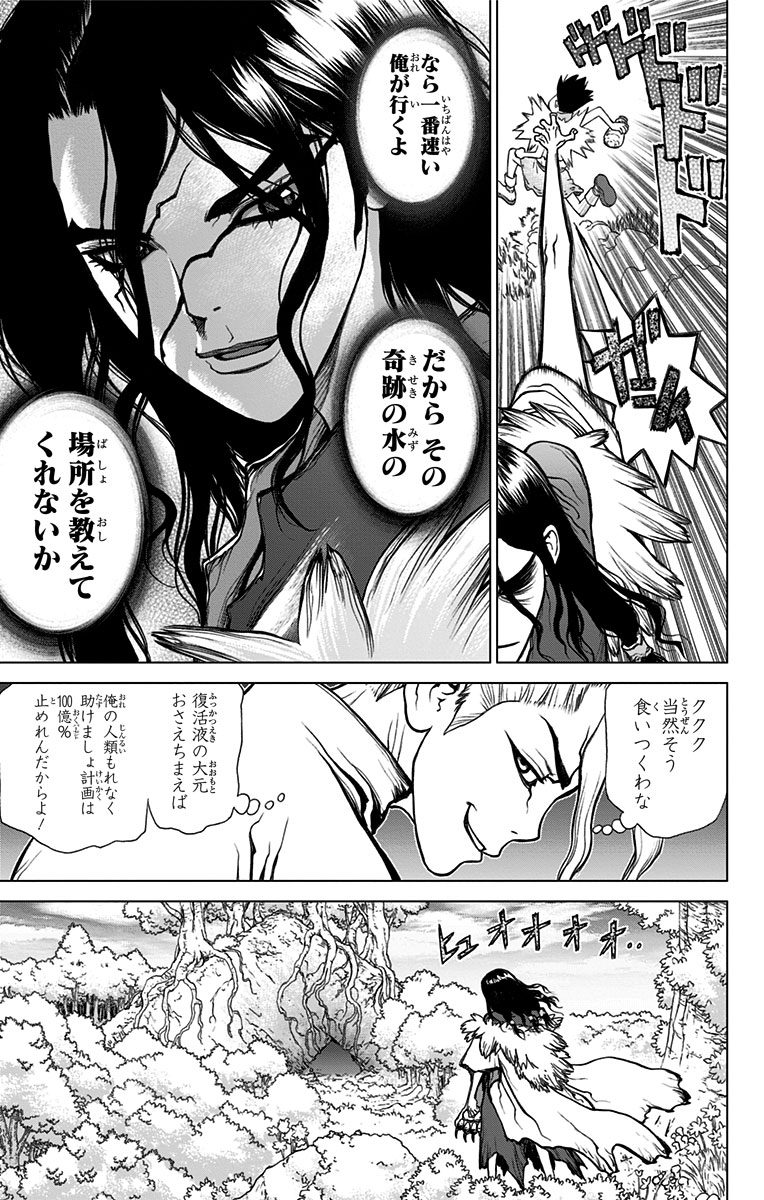 ドドドド
ガシィ
なら一番速い
俺が行くよ
だから その
奇跡の水の
場所を教えて
くれないか
ククク
当然そう
食いつくわな
復活液の大元
おさえちまえば
俺の人類もれなく
助けましょ計画は
100億%
止めれんだからよ!
ヒュオオオオ‥